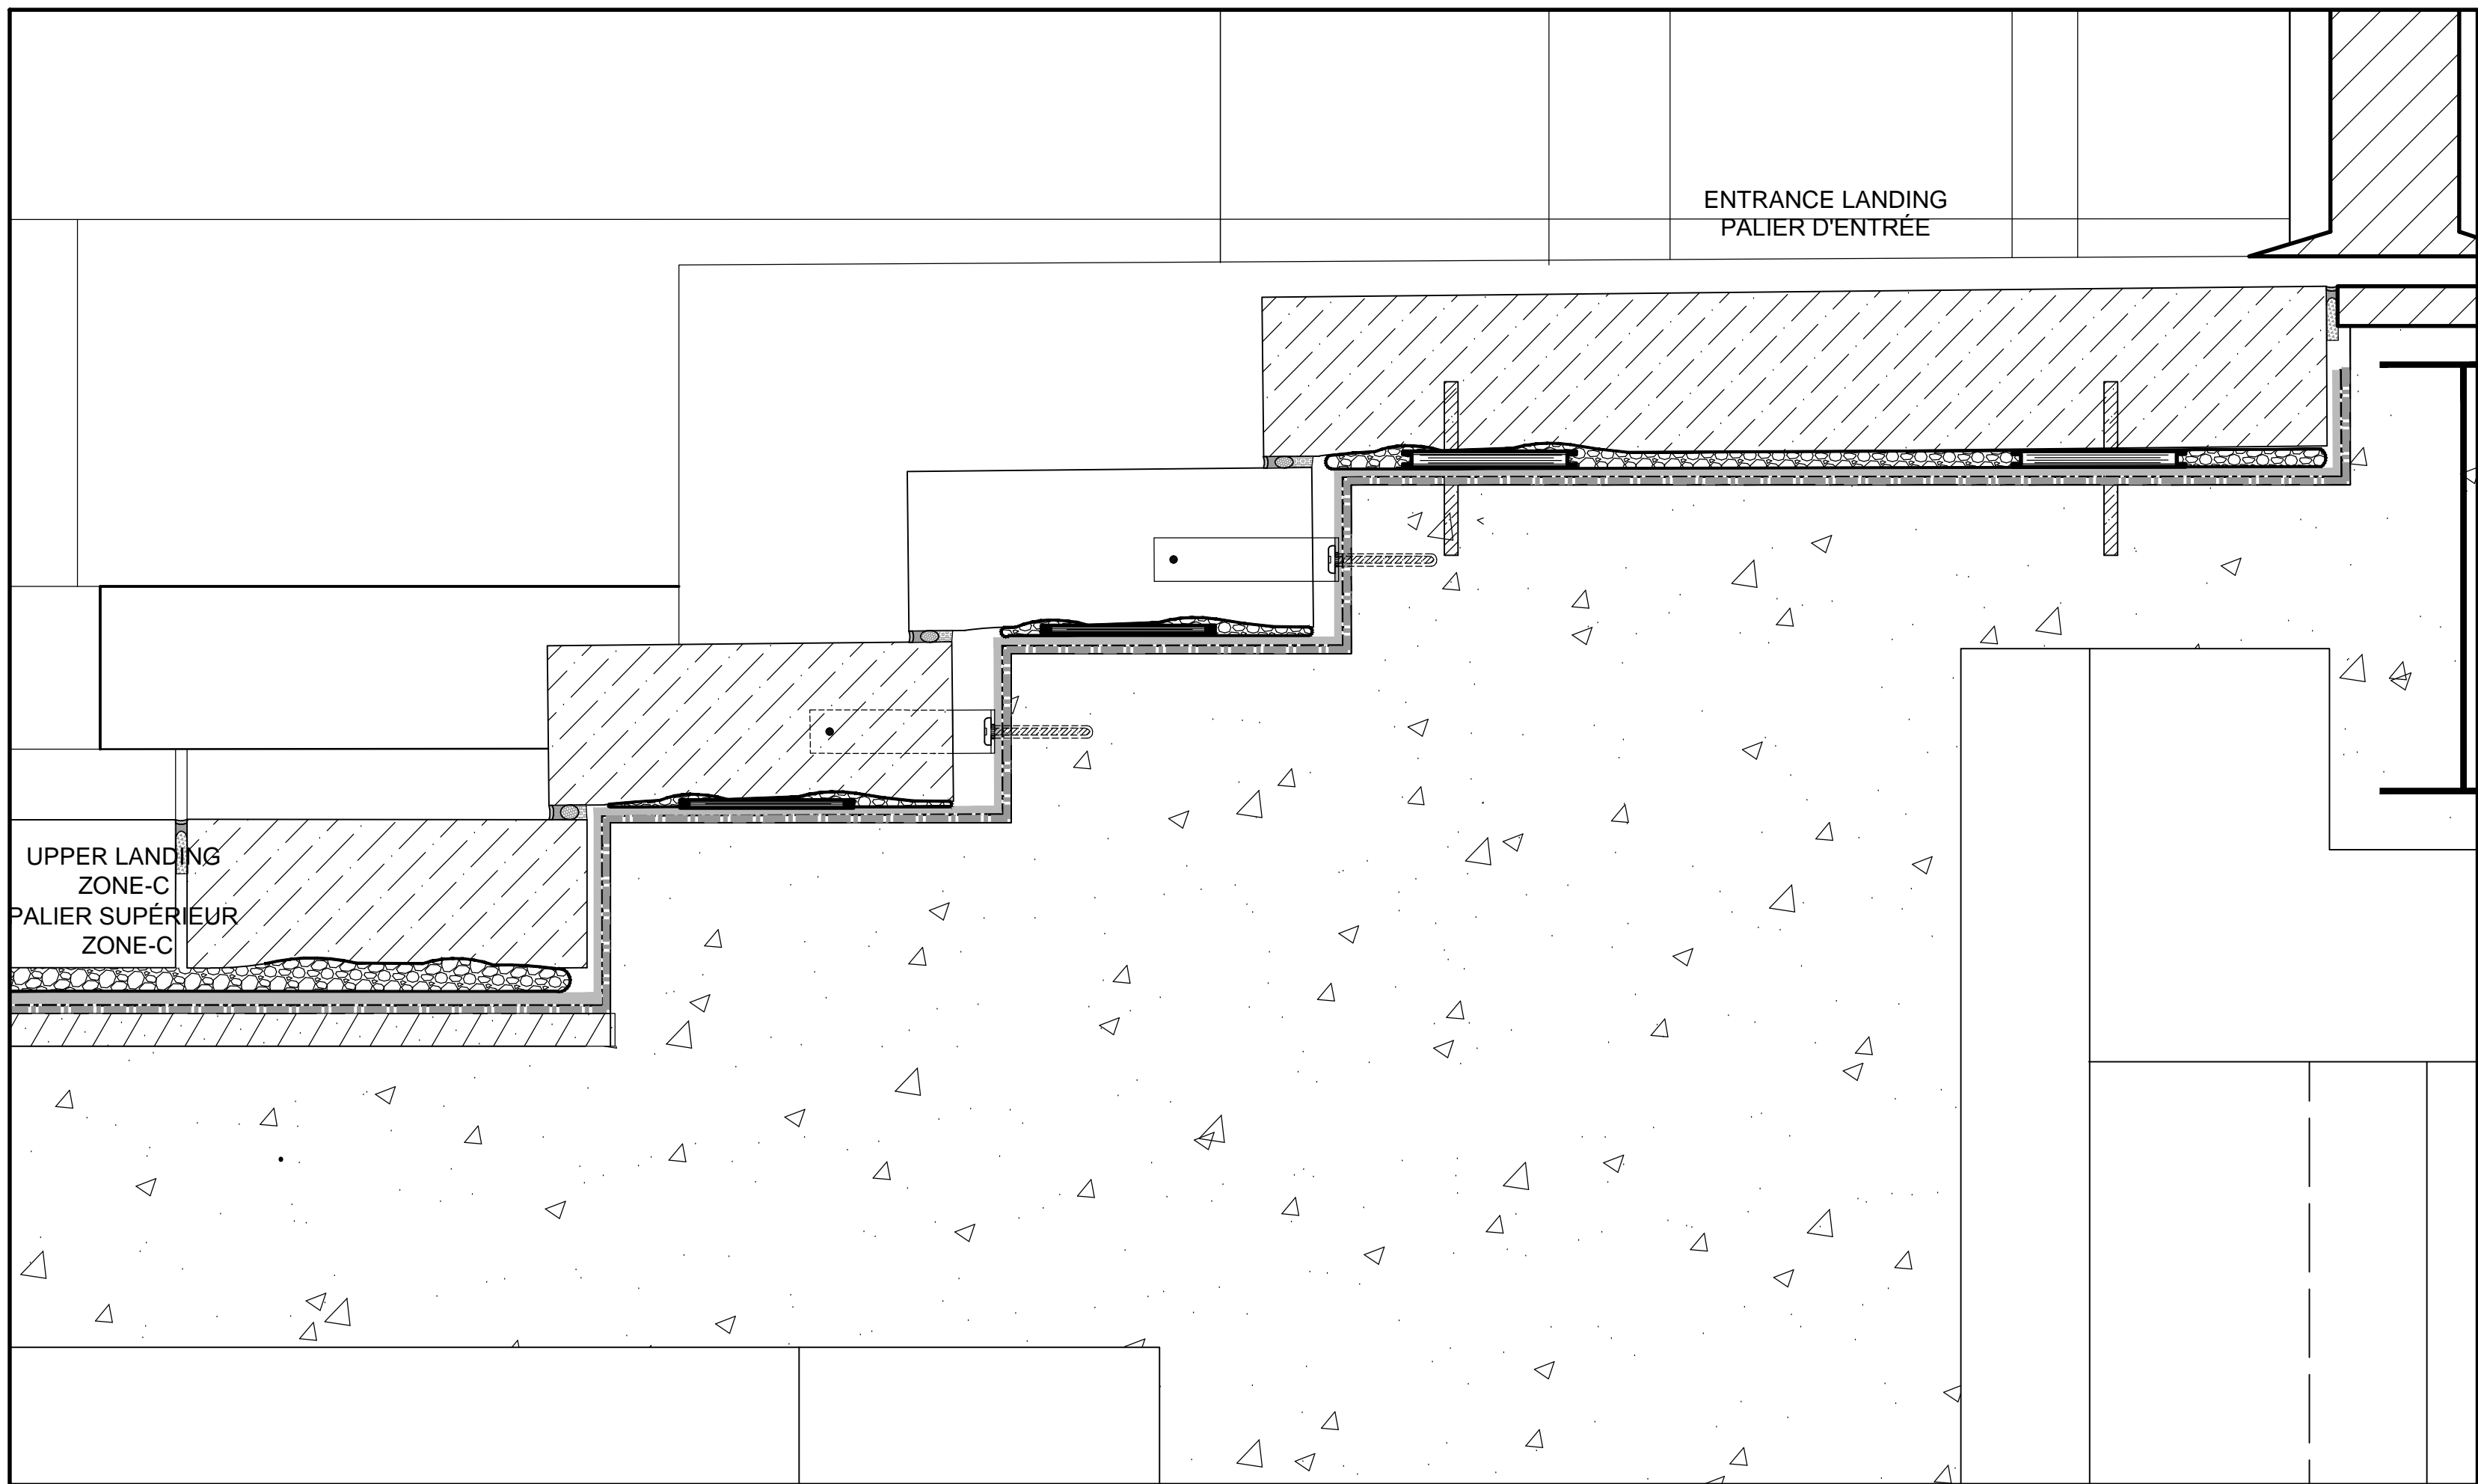 ENTRANCE LANDING
PALIER D'ENTRÉE
UPPER LANDING
ZONE-C
PALIER SUPÉRIEUR
ZONE-C